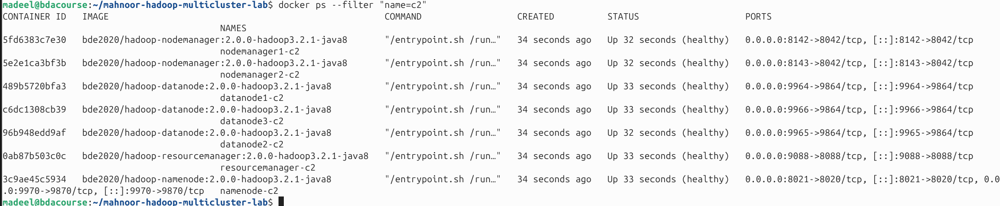 madeel@bdacourse:~/mahnoor-hadoop-multicluster-lab$ docker ps --filter "name=c2"
CONTAINER ID   IMAGE                                                    COMMAND                  CREATED          STATUS                    PORTS
                                         NAMES
5fd6383c7e30   bde2020/hadoop-nodemanager:2.0.0-hadoop3.2.1-java8       "/entrypoint.sh /run…"   34 seconds ago   Up 32 seconds (healthy)   0.0.0.0:8142->8042/tcp, [::]:8142->8042/tcp
                                         nodemanager1-c2
5e2e1ca3bf3b   bde2020/hadoop-nodemanager:2.0.0-hadoop3.2.1-java8       "/entrypoint.sh /run…"   34 seconds ago   Up 32 seconds (healthy)   0.0.0.0:8143->8042/tcp, [::]:8143->8042/tcp
                                         nodemanager2-c2
489b5720bfa3   bde2020/hadoop-datanode:2.0.0-hadoop3.2.1-java8          "/entrypoint.sh /run…"   34 seconds ago   Up 33 seconds (healthy)   0.0.0.0:9964->9864/tcp, [::]:9964->9864/tcp
                                         datanode1-c2
c6dc1308cb39   bde2020/hadoop-datanode:2.0.0-hadoop3.2.1-java8          "/entrypoint.sh /run…"   34 seconds ago   Up 33 seconds (healthy)   0.0.0.0:9966->9864/tcp, [::]:9966->9864/tcp
                                         datanode3-c2
96b948edd9af   bde2020/hadoop-datanode:2.0.0-hadoop3.2.1-java8          "/entrypoint.sh /run…"   34 seconds ago   Up 32 seconds (healthy)   0.0.0.0:9965->9864/tcp, [::]:9965->9864/tcp
                                         datanode2-c2
0ab87b503c0c   bde2020/hadoop-resourcemanager:2.0.0-hadoop3.2.1-java8   "/entrypoint.sh /run…"   34 seconds ago   Up 33 seconds (healthy)   0.0.0.0:9088->8088/tcp, [::]:9088->8088/tcp
                                         resourcemanager-c2
3c9ae45c5934   bde2020/hadoop-namenode:2.0.0-hadoop3.2.1-java8          "/entrypoint.sh /run…"   34 seconds ago   Up 33 seconds (healthy)   0.0.0.0:8021->8020/tcp, [::]:8021->8020/tcp, 0.0
.0:9970->9870/tcp, [::]:9970->9870/tcp   namenode-c2
madeel@bdacourse:~/mahnoor-hadoop-multicluster-lab$